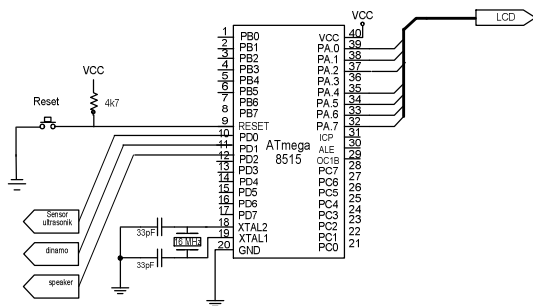 VCC
LCD
1 PB0 VCC 40
2 PB1 PA.0 39
3 PB2 PA.1 38
4 PB3 PA.2 37
5 PB4 PA.3 36
6 PB5 PA.4 35
7 PB6 PA.5 34
8 PB7 PA.6 33
9 RESET PA.7 32
10 PD0 ICP 31
11 PD1 ALE 30
12 PD2 OC1B 29
13 PD3 PC7 28
14 PD4 PC6 27
15 PD5 PC5 26
16 PD6 PC4 25
17 PD7 PC3 24
18 XTAL2 PC2 23
19 XTAL1 PC1 22
20 GND PC0 21
ATmega
8515
VCC
4k7
Reset
Sensor
ultrasonik
dinamo
speaker
33pF
16 MHz
33pF